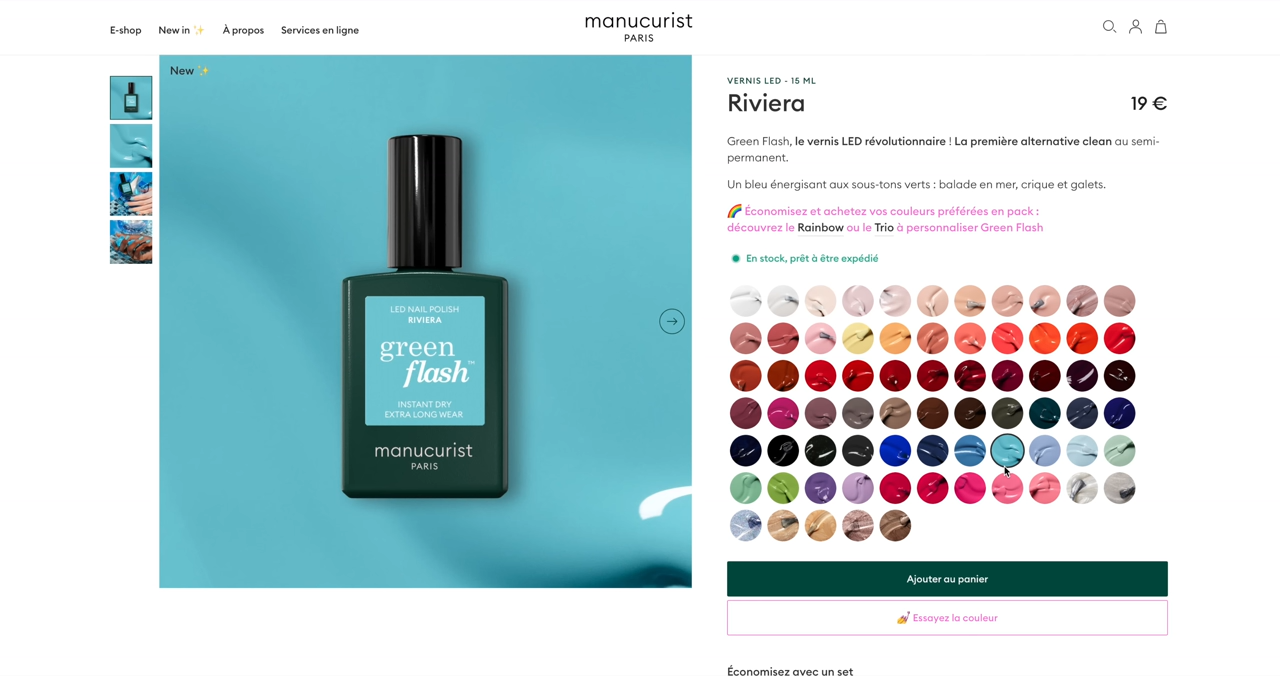 E-shop
New in ✨
À propos
Services en ligne
manucurist
PARIS
New ✨
LED NAIL POLISH
RIVIERA
green
flash™
INSTANT DRY
EXTRA LONG WEAR
manucurist
PARIS
VERNIS LED - 15 ML
Riviera
19 €
Green Flash, le vernis LED révolutionnaire ! La première alternative clean au semi-
permanent.
Un bleu énergisant aux sous-tons verts : balade en mer, crique et galets.
🌈 Économisez et achetez vos couleurs préférées en pack :
découvrez le Rainbow ou le Trio à personnaliser Green Flash
En stock, prêt à être expédié
Ajouter au panier
💅 Essayez la couleur
Économisez avec un set